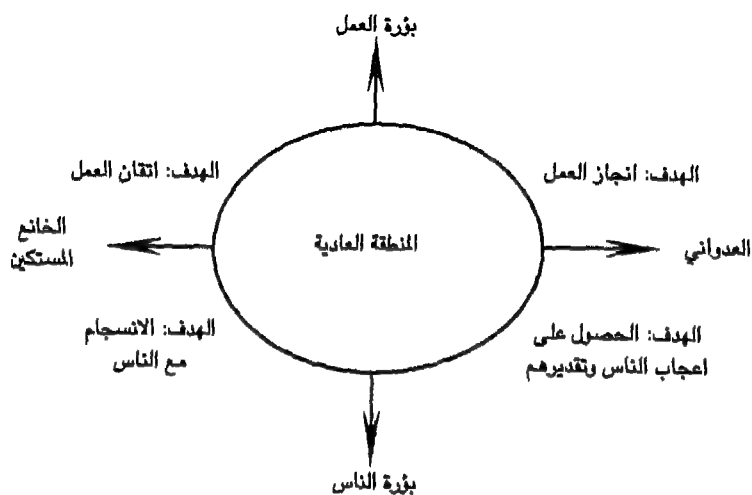 بؤرة العمل
الهدف: انجاز العمل
الهدف: اتقان العمل
العدواني
المنطقة العادية
الخانع
المستكين
الهدف: الحصول على
اعجاب الناس وتقديرهم
الهدف: الانسجام
مع الناس
بؤرة الناس